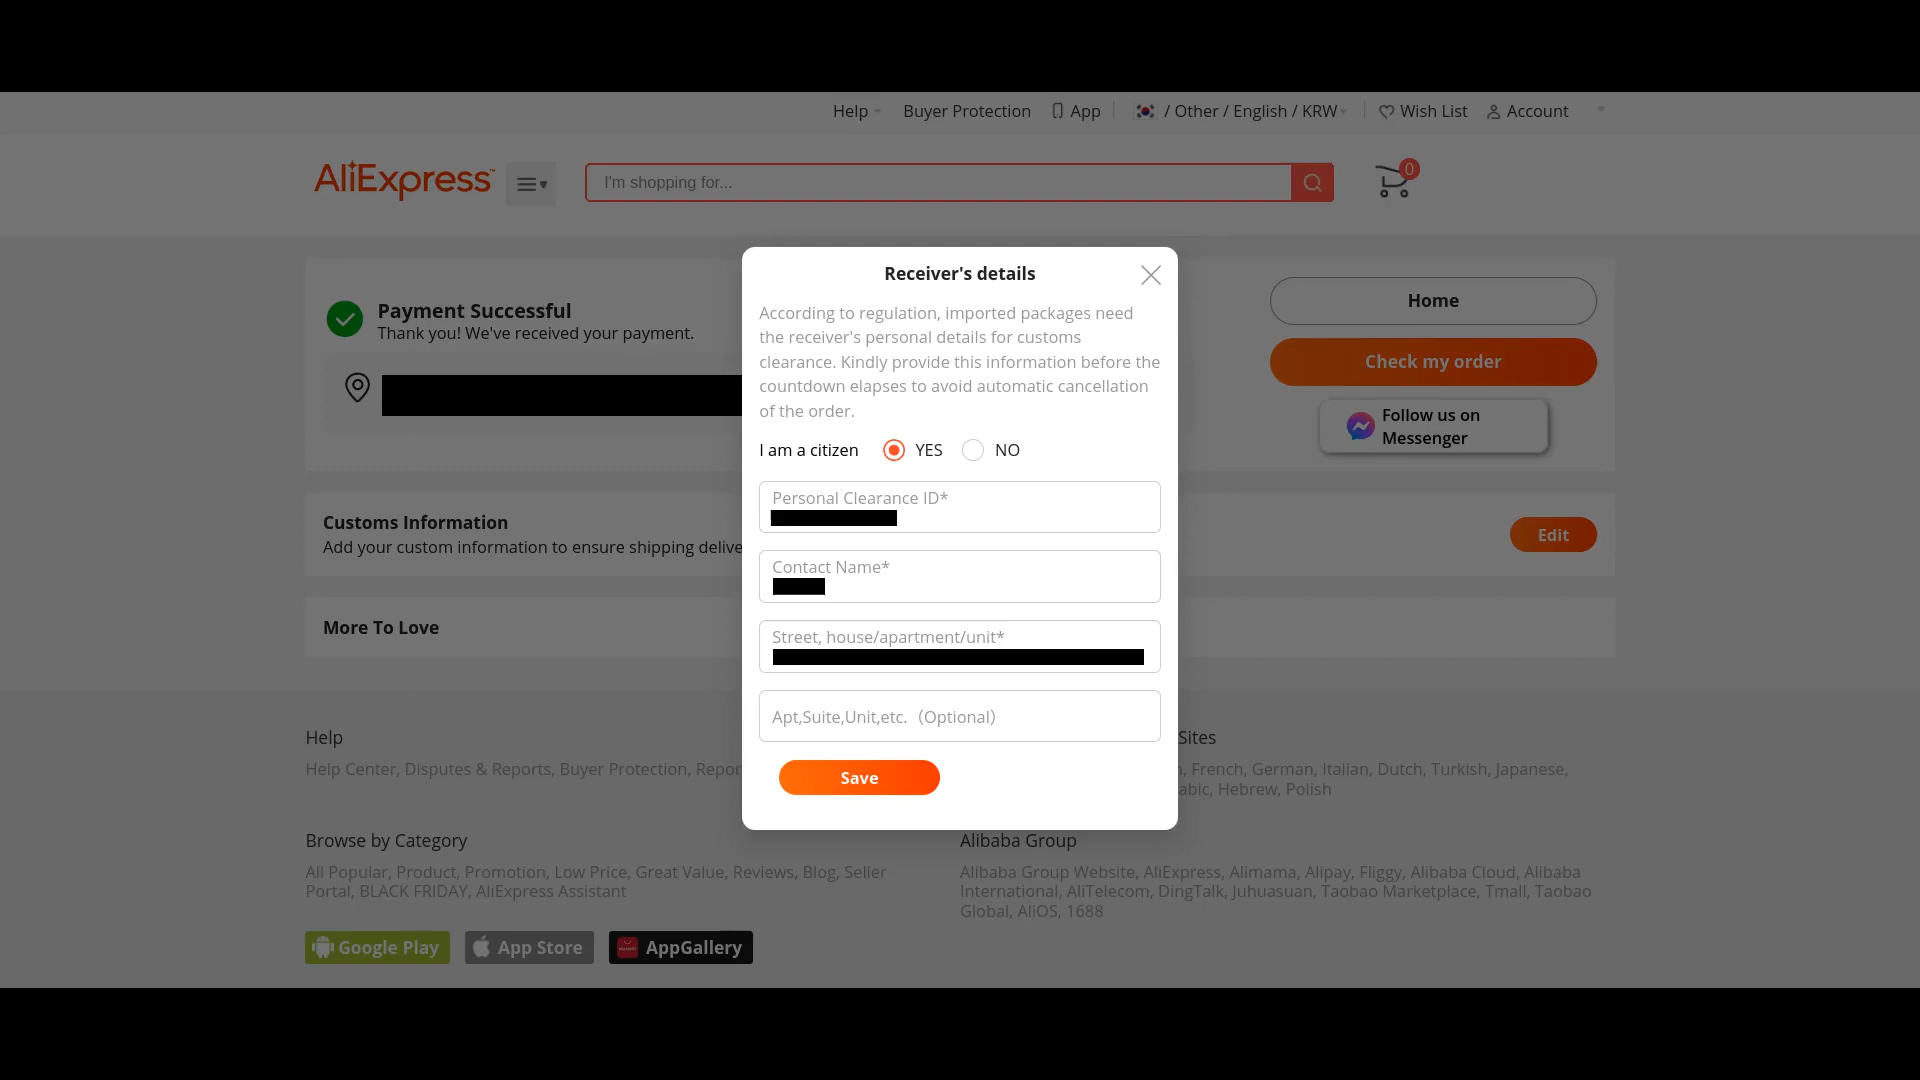 Help
Buyer Protection
App
/ Other / English / KRW
Wish List
Account
AliExpress™
I'm shopping for...
0
Payment Successful
Thank you! We've received your payment.
Home
Check my order
Follow us on
Messenger
Customs Information
Add your custom information to ensure shipping delive
Edit
More To Love
Receiver's details
According to regulation, imported packages need
the receiver's personal details for customs
clearance. Kindly provide this information before the
countdown elapses to avoid automatic cancellation
of the order.
I am a citizen
YES
NO
Personal Clearance ID*
Contact Name*
Street, house/apartment/unit*
Apt,Suite,Unit,etc.（Optional）
Save
Help
Help Center, Disputes & Reports, Buyer Protection, Repor
Sites
n, French, German, Italian, Dutch, Turkish, Japanese,
abic, Hebrew, Polish
Browse by Category
All Popular, Product, Promotion, Low Price, Great Value, Reviews, Blog, Seller
Portal, BLACK FRIDAY, AliExpress Assistant
Alibaba Group
Alibaba Group Website, AliExpress, Alimama, Alipay, Fliggy, Alibaba Cloud, Alibaba
International, AliTelecom, DingTalk, Juhuasuan, Taobao Marketplace, Tmall, Taobao
Global, AliOS, 1688
Google Play
App Store
AppGallery